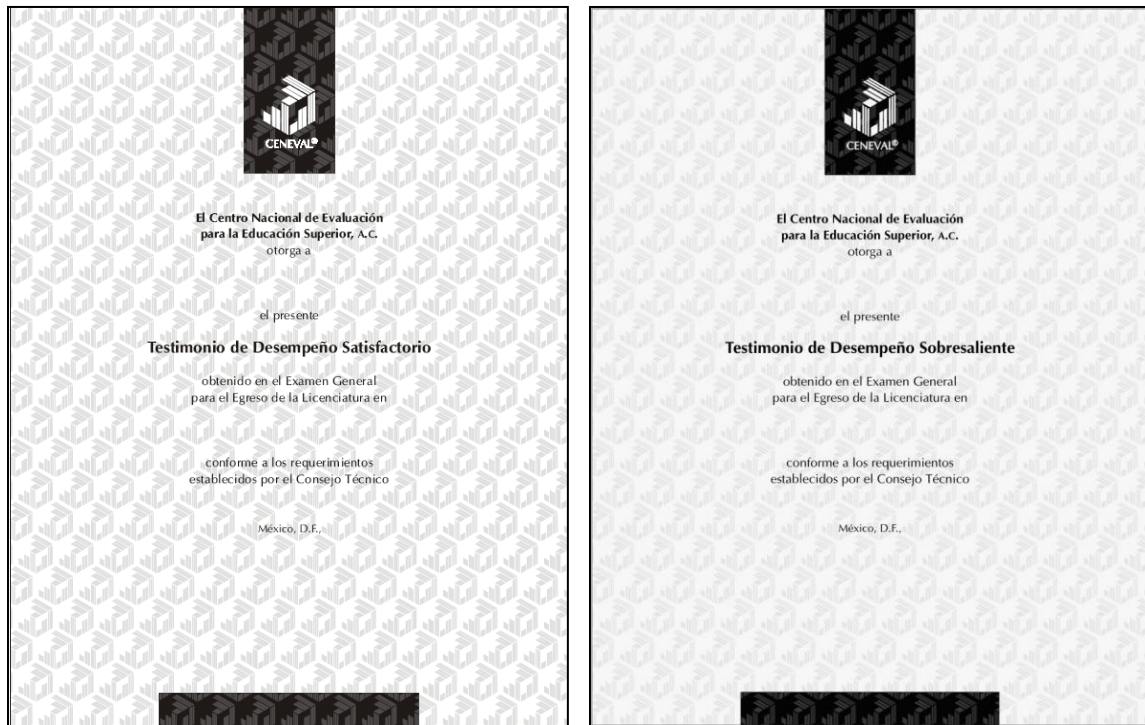 CENEVAL®
El Centro Nacional de Evaluación
para la Educación Superior, A.C.
otorga a
el presente
Testimonio de Desempeño Satisfactorio
obtenido en el Examen General
para el Egreso de la Licenciatura en
conforme a los requerimientos
establecidos por el Consejo Técnico
México, D.F.,
CENEVAL®
El Centro Nacional de Evaluación
para la Educación Superior, A.C.
otorga a
el presente
Testimonio de Desempeño Sobresaliente
obtenido en el Examen General
para el Egreso de la Licenciatura en
conforme a los requerimientos
establecidos por el Consejo Técnico
México, D.F.,